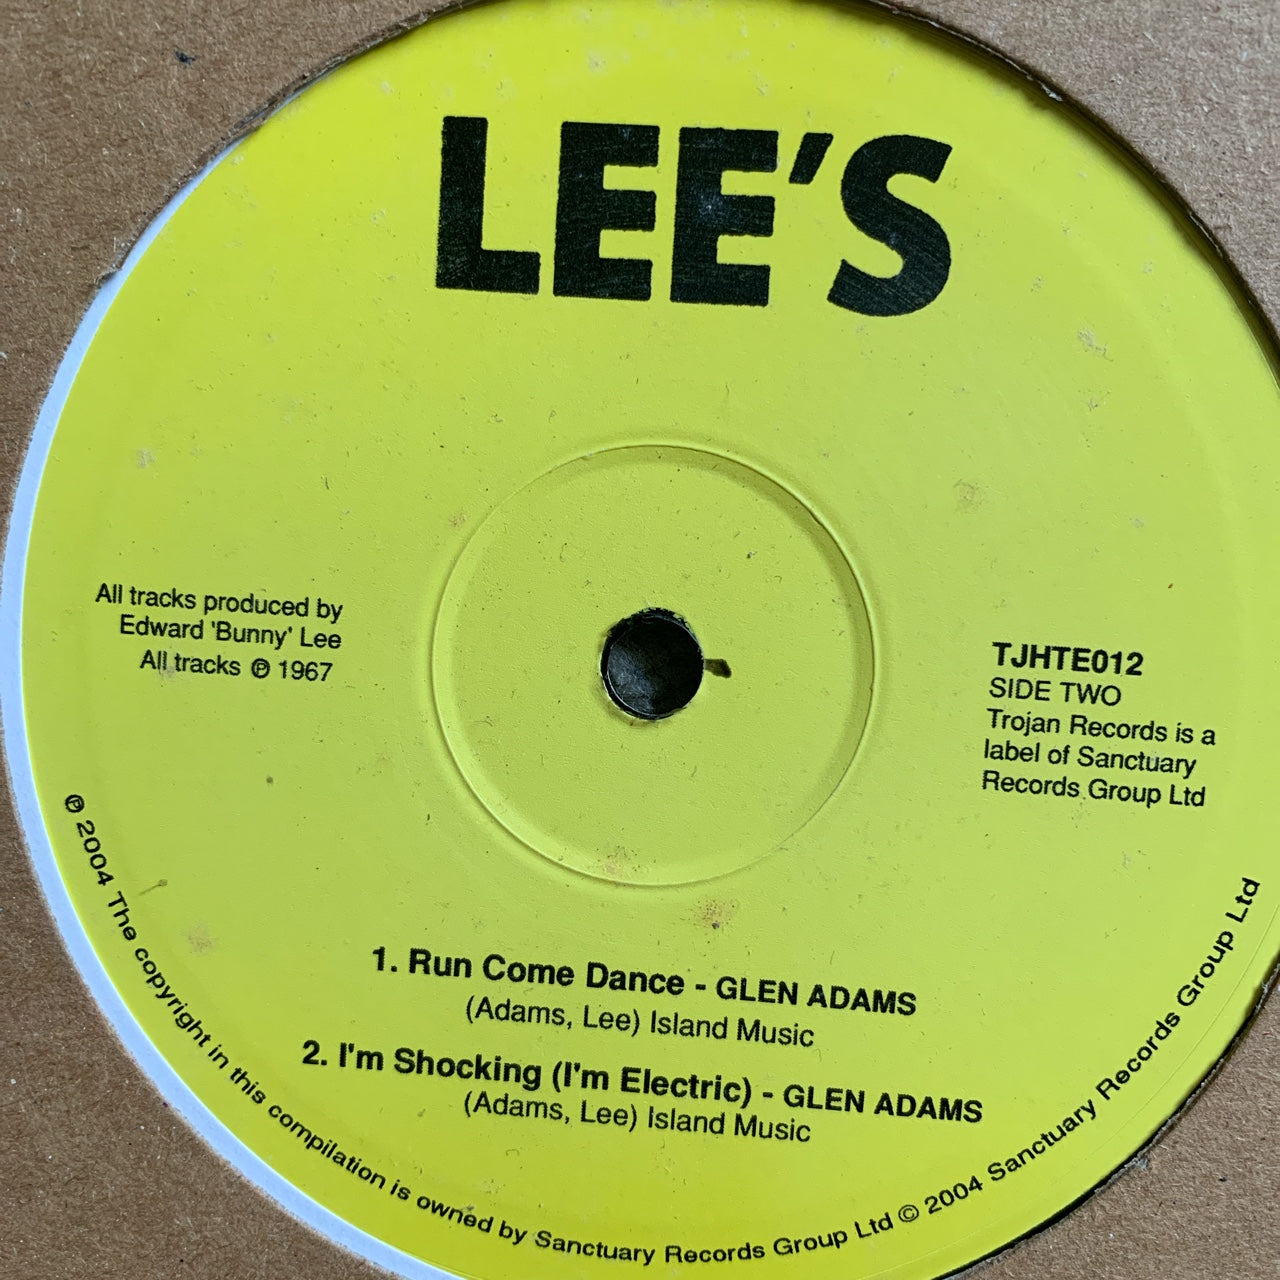 LEE'S
All tracks produced by
Edward 'Bunny' Lee
All tracks ℗ 1967
TJHTE012
SIDE TWO
Trojan Records is a
label of Sanctuary
Records Group Ltd
1. Run Come Dance - GLEN ADAMS
(Adams, Lee) Island Music
2. I'm Shocking (I'm Electric) - GLEN ADAMS
(Adams, Lee) Island Music
℗ 2004 The copyright in this compilation is owned by Sanctuary Records Group Ltd © 2004 Sanctuary Records Group Ltd